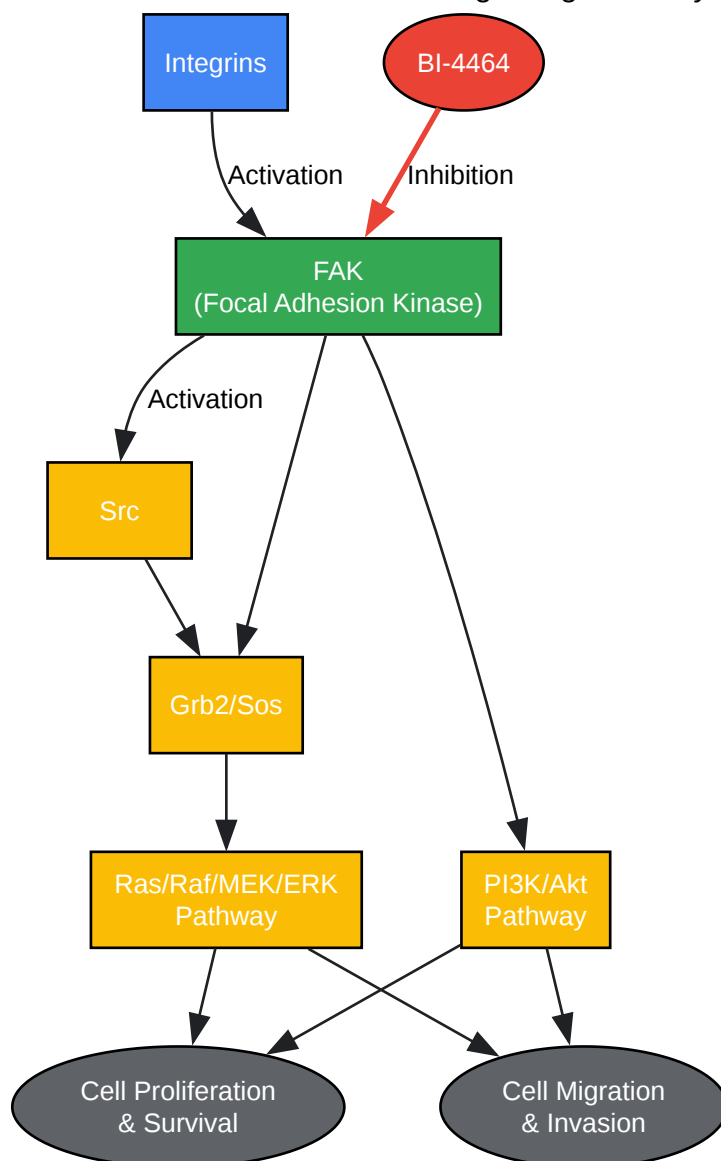 Integrins
BI-4464
Activation
Inhibition
FAK
(Focal Adhesion Kinase)
Activation
Src
Grb2/Sos
Ras/Raf/MEK/ERK
Pathway
PI3K/Akt
Pathway
Cell Proliferation
& Survival
Cell Migration
& Invasion